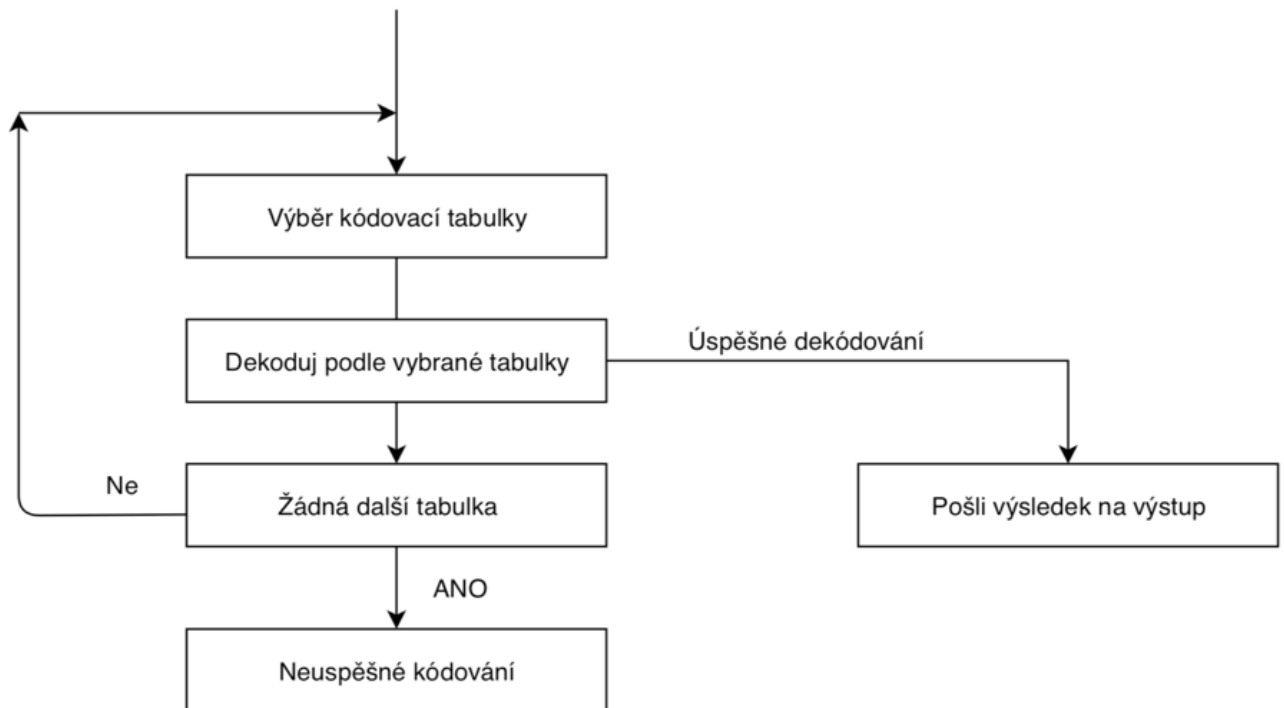 Výběr kódovací tabulky
Úspěšné dekódování
Dekoduj podle vybrané tabulky
Ne
Žádná další tabulka
Pošli výsledek na výstup
ANO
Neuspěšné kódování